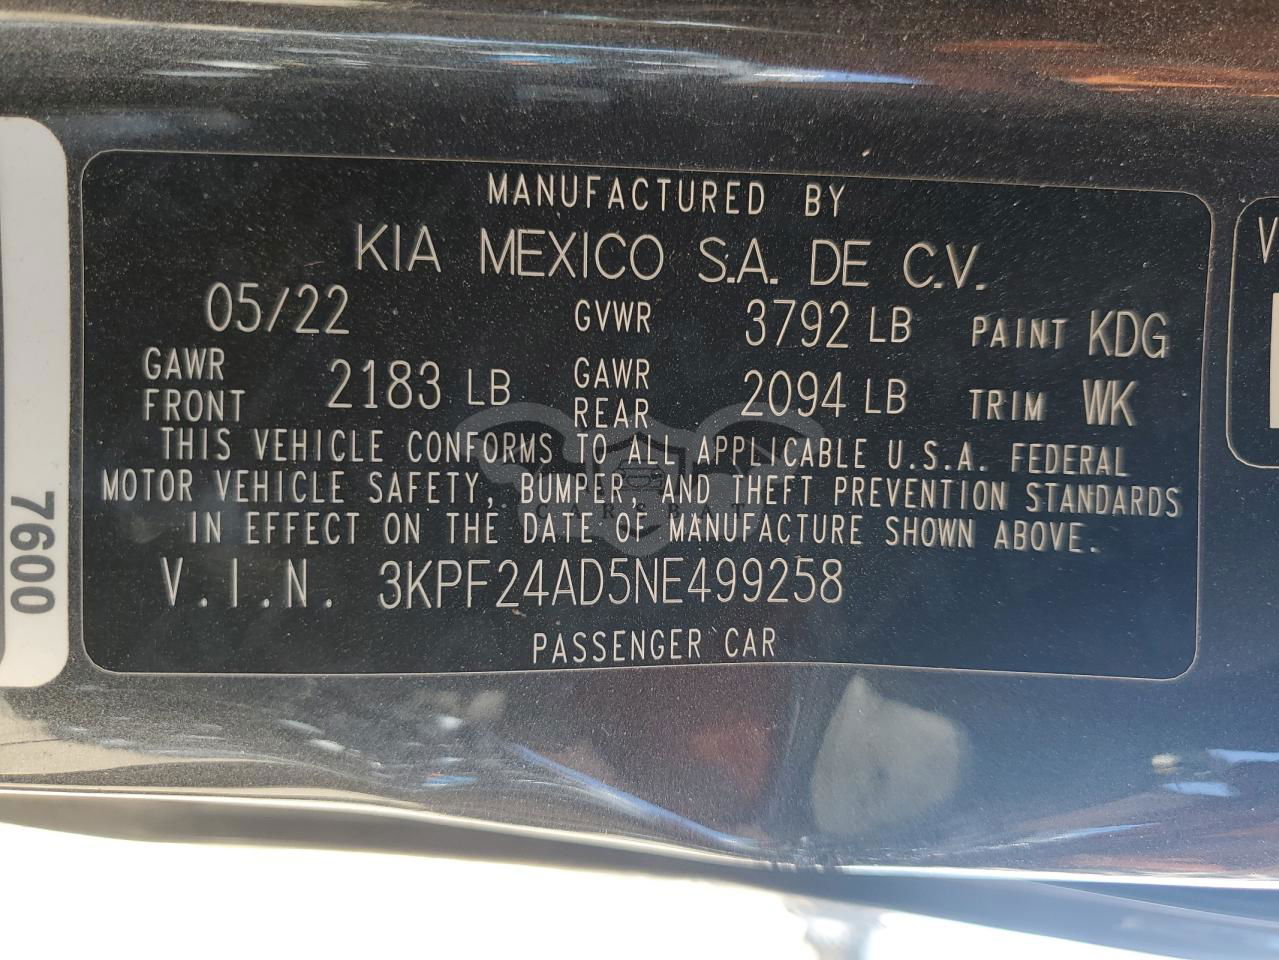 MANUFACTURED BY
KIA MEXICO S.A. DE C.V.
05/22 GVWR 3792 LB PAINT KDG
GAWR FRONT 2183 LB GAWR REAR 2094 LB TRIM WK
THIS VEHICLE CONFORMS TO ALL APPLICABLE U.S.A. FEDERAL
MOTOR VEHICLE SAFETY, BUMPER, AND THEFT PREVENTION STANDARDS
IN EFFECT ON THE DATE OF MANUFACTURE SHOWN ABOVE.
V.I.N. 3KPF24AD5NE499258
PASSENGER CAR
7600
CARSBAT
V